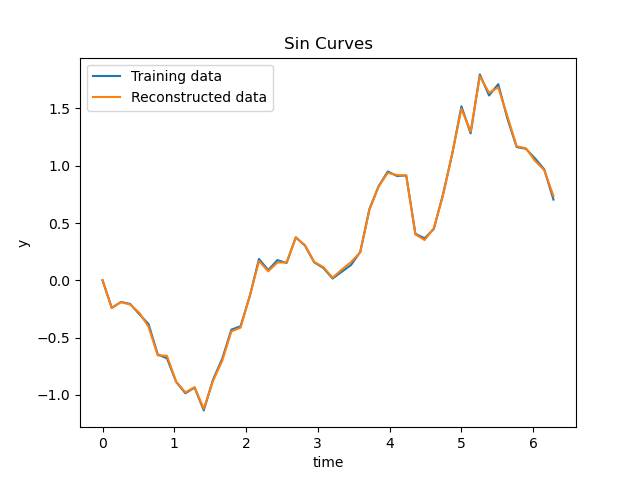 Sin Curves
Training data
Reconstructed data
y
1.5
1.0
0.5
0.0
−0.5
−1.0
0 1 2 3 4 5 6
time